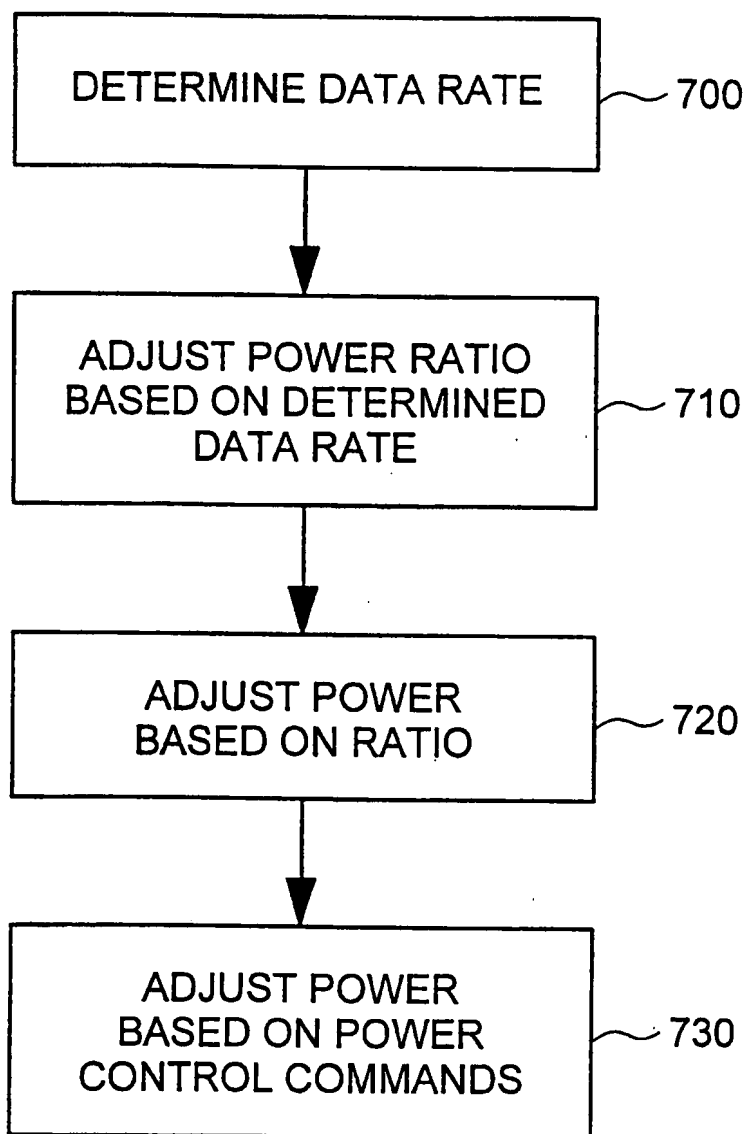 DETERMINE DATA RATE
700
ADJUST POWER RATIO
BASED ON DETERMINED
DATA RATE
710
ADJUST POWER
BASED ON RATIO
720
ADJUST POWER
BASED ON POWER
CONTROL COMMANDS
730